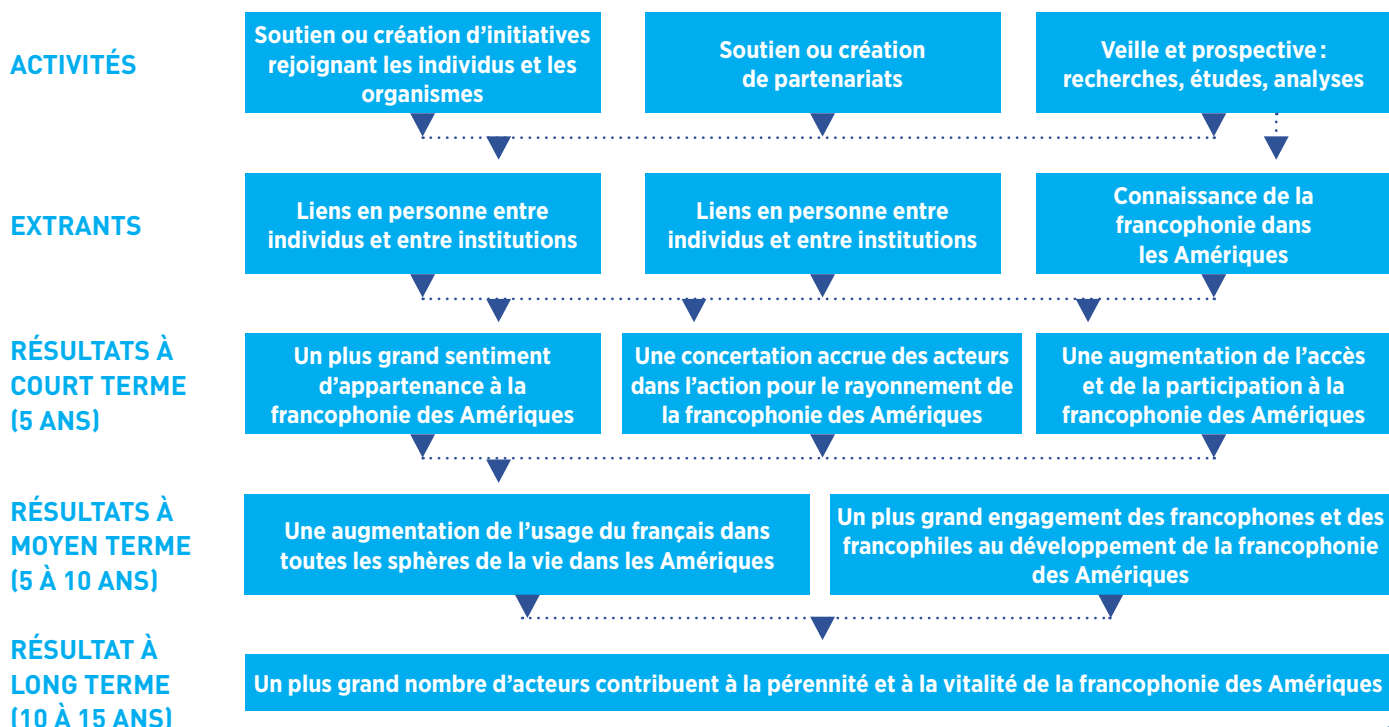 ACTIVITÉS
Soutien ou création d’initiatives
rejoignant les individus et les
organismes
Soutien ou création
de partenariats
Veille et prospective :
recherches, études, analyses
EXTRANTS
Liens en personne entre
individus et entre institutions
Liens en personne entre
individus et entre institutions
Connaissance de la
francophonie dans
les Amériques
RÉSULTATS À
COURT TERME
(5 ANS)
Un plus grand sentiment
d’appartenance à la
francophonie des Amériques
Une concertation accrue des acteurs
dans l’action pour le rayonnement de
la francophonie des Amériques
Une augmentation de l’accès
et de la participation à la
francophonie des Amériques
RÉSULTATS À
MOYEN TERME
(5 À 10 ANS)
Une augmentation de l’usage du français dans
toutes les sphères de la vie dans les Amériques
Un plus grand engagement des francophones et des
francophiles au développement de la francophonie
des Amériques
RÉSULTAT À
LONG TERME
(10 À 15 ANS)
Un plus grand nombre d’acteurs contribuent à la pérennité et à la vitalité de la francophonie des Amériques